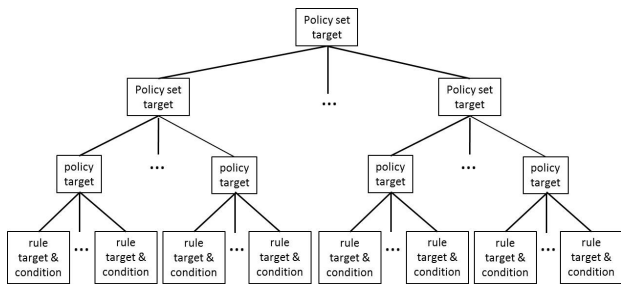 Policy set
target
Policy set
target
...
Policy set
target
policy
target
...
policy
target
policy
target
...
policy
target
rule
target &
condition
...
rule
target &
condition
rule
target &
condition
...
rule
target &
condition
rule
target &
condition
...
rule
target &
condition
rule
target &
condition
...
rule
target &
condition